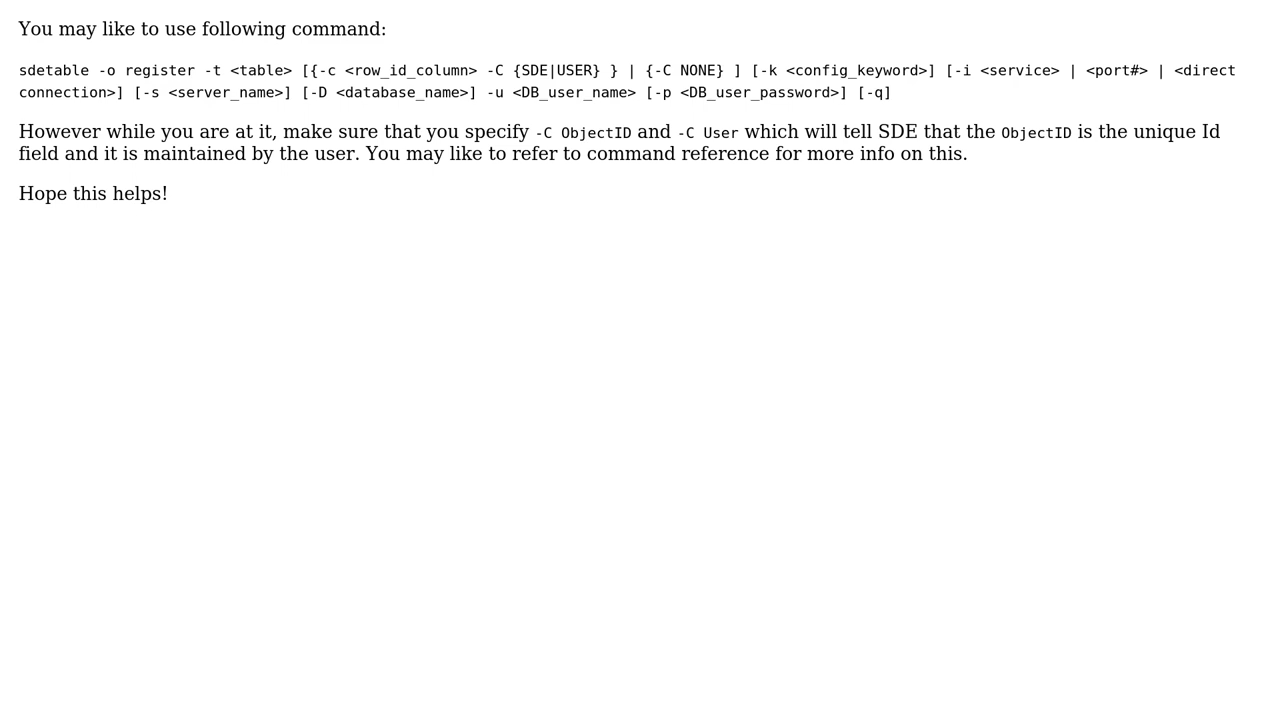 You may like to use following command:
sdetable -o register -t <table> [{-c <row_id_column> -C {SDE|USER} } | {-C NONE} ] [-k <config_keyword>] [-i <service> | <port#> | <direct
connection>] [-s <server_name>] [-D <database_name>] -u <DB_user_name> [-p <DB_user_password>] [-q]
However while you are at it, make sure that you specify -C ObjectID and -C User which will tell SDE that the ObjectID is the unique Id
field and it is maintained by the user. You may like to refer to command reference for more info on this.
Hope this helps!